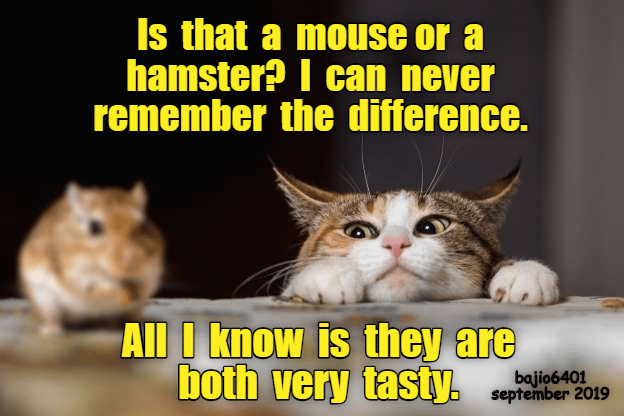 Is that a mouse or a
hamster? I can never
remember the difference.
All I know is they are
both very tasty.
bajio6401
september 2019